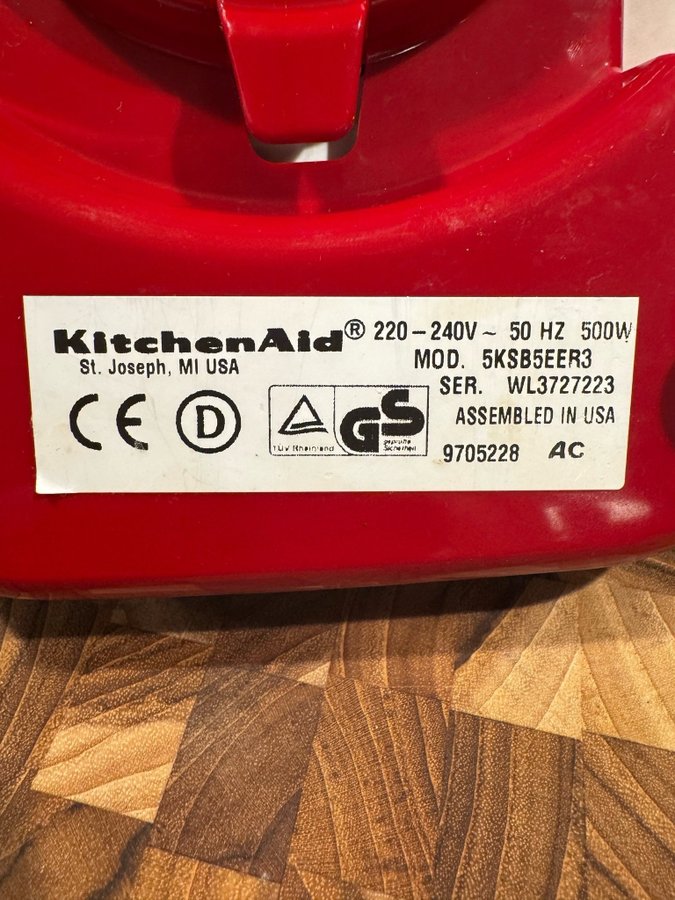 KitchenAid® 220-240V~ 50 HZ 500W
St. Joseph, MI USA MOD. 5KSB5EER3
SER. WL3727223
CE D TÜV Rheinland GS geprüfte Sicherheit ASSEMBLED IN USA
9705228 AC